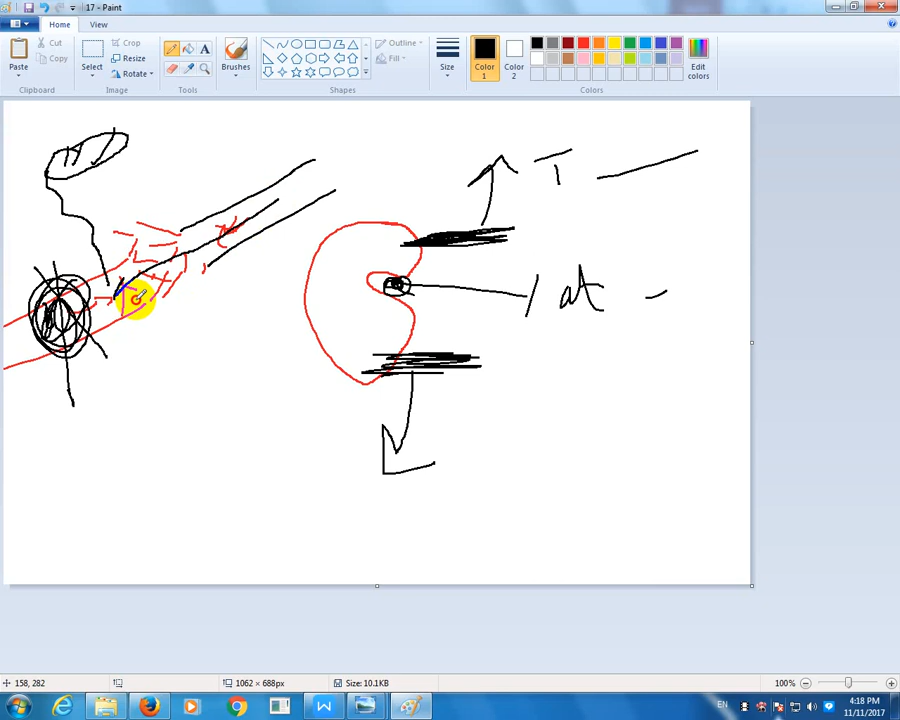 17 - Paint
Home View
Paste
Cut
Copy
Clipboard
Select
Crop
Resize
Rotate
Image
A
Tools
Brushes
Shapes
Outline
Fill
Size
Color 1
Color 2
Colors
Edit colors
T
1 at -
158, 282
1062 × 688px
Size: 10.1KB
100%
W
EN
4:18 PM
11/11/2017